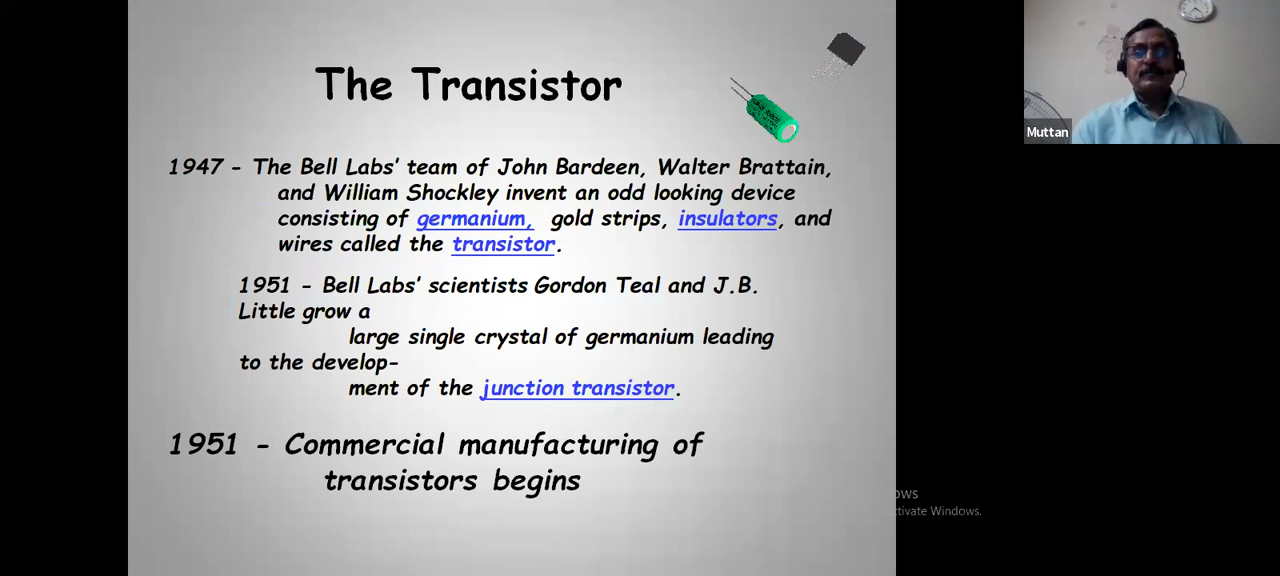 The Transistor
1947 - The Bell Labs' team of John Bardeen, Walter Brattain,
and William Shockley invent an odd looking device
consisting of germanium, gold strips, insulators, and
wires called the transistor.
1951 - Bell Labs' scientists Gordon Teal and J.B.
Little grow a
large single crystal of germanium leading
to the develop-
ment of the junction transistor.
1951 - Commercial manufacturing of
transistors begins
Muttan
ows
ctivate Windows.